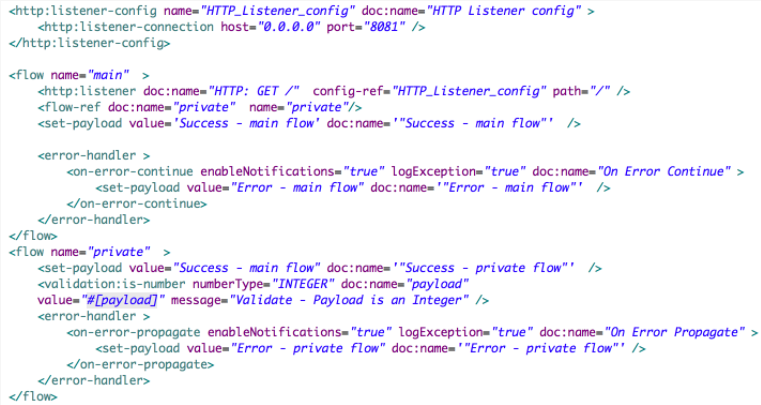 <http:listener-config name="HTTP_Listener_config" doc:name="HTTP Listener config" >
<http:listener-connection host="0.0.0.0" port="8081" />
</http:listener-config>
<flow name="main" >
<http:listener doc:name="HTTP: GET /" config-ref="HTTP_Listener_config" path="/" />
<flow-ref doc:name="private" name="private"/>
<set-payload value='Success - main flow' doc:name='"Success - main flow"' />
<error-handler >
<on-error-continue enableNotifications="true" logException="true" doc:name="On Error Continue" >
<set-payload value="Error - main flow" doc:name='"Error - main flow"' />
</on-error-continue>
</error-handler>
</flow>
<flow name="private" >
<set-payload value="Success - main flow" doc:name='"Success - private flow"' />
<validation:is-number numberType="INTEGER" doc:name="payload"
value="#[payload]" message="Validate - Payload is an Integer" />
<error-handler >
<on-error-propagate enableNotifications="true" logException="true" doc:name="On Error Propagate" >
<set-payload value="Error - private flow" doc:name='"Error - private flow"' />
</on-error-propagate>
</error-handler>
</flow>